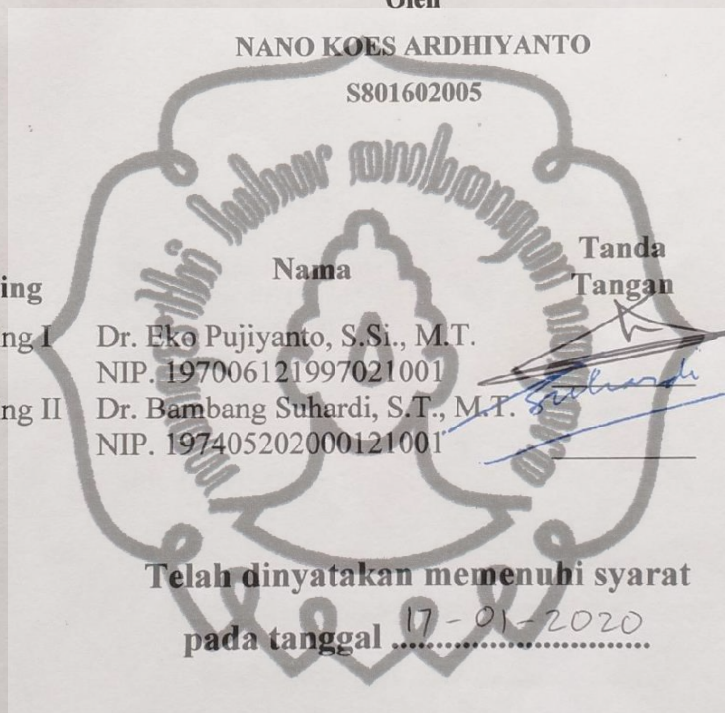 Oleh
NANO KOES ARDHIYANTO
S801602005
ing Nama Tanda Tangan
ng I Dr. Eko Pujiyanto, S.Si., M.T.
NIP. 197006121997021001
ng II Dr. Bambang Suhardi, S.T., M.T. Suhardi
NIP. 197405202000121001
Telah dinyatakan memenuhi syarat
pada tanggal 17-01-2020